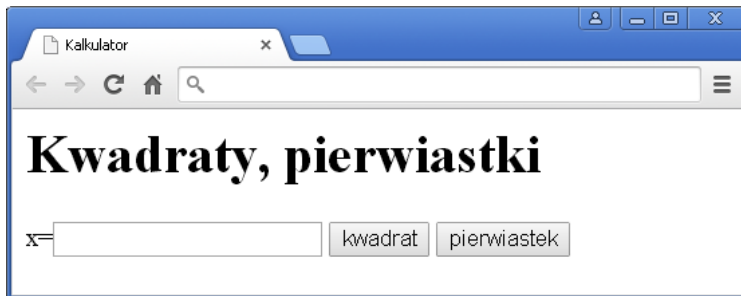 Kalkulator
Kwadraty, pierwiastki
x= kwadrat pierwiastek